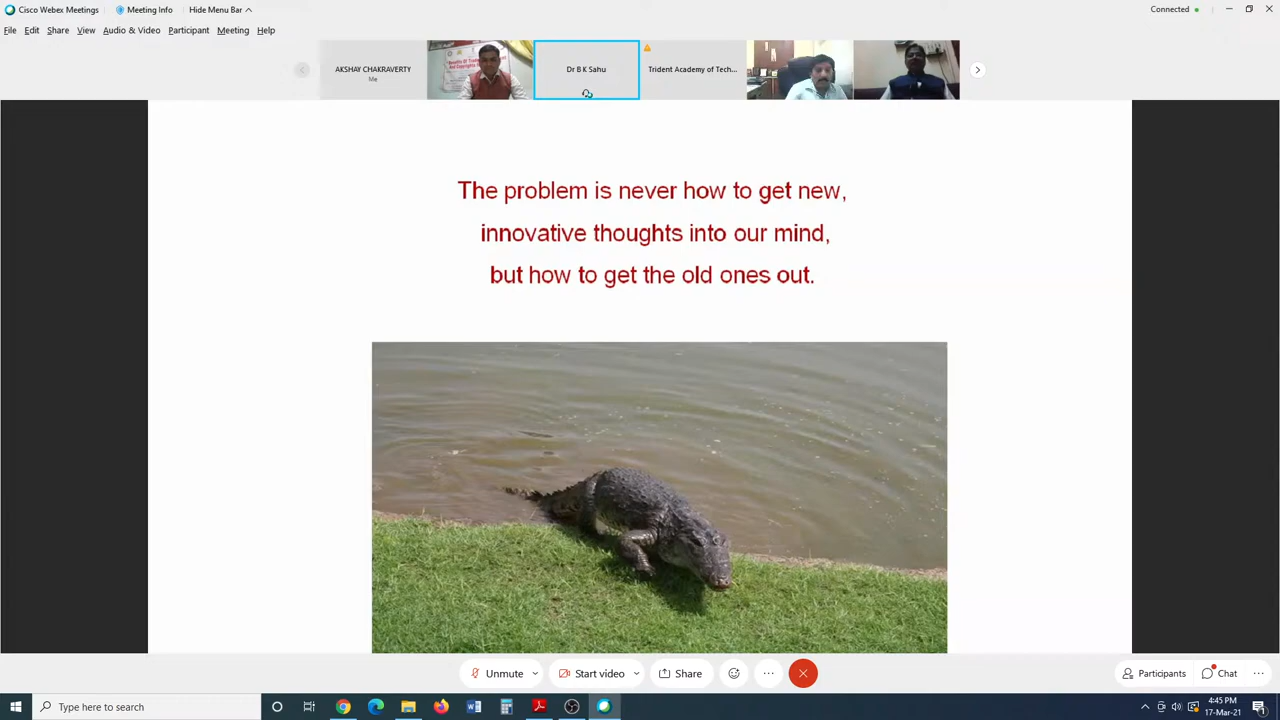 Cisco Webex Meetings Meeting Info Hide Menu Bar Connected
File Edit Share View Audio & Video Participant Meeting Help
AKSHAY CHAKRAVERTY
Me
Dr B K Sahu
Trident Academy of Tech...
The problem is never how to get new,
innovative thoughts into our mind,
but how to get the old ones out.
Unmute Start video Share Participants Chat
Type here to search
4:45 PM
17-Mar-21